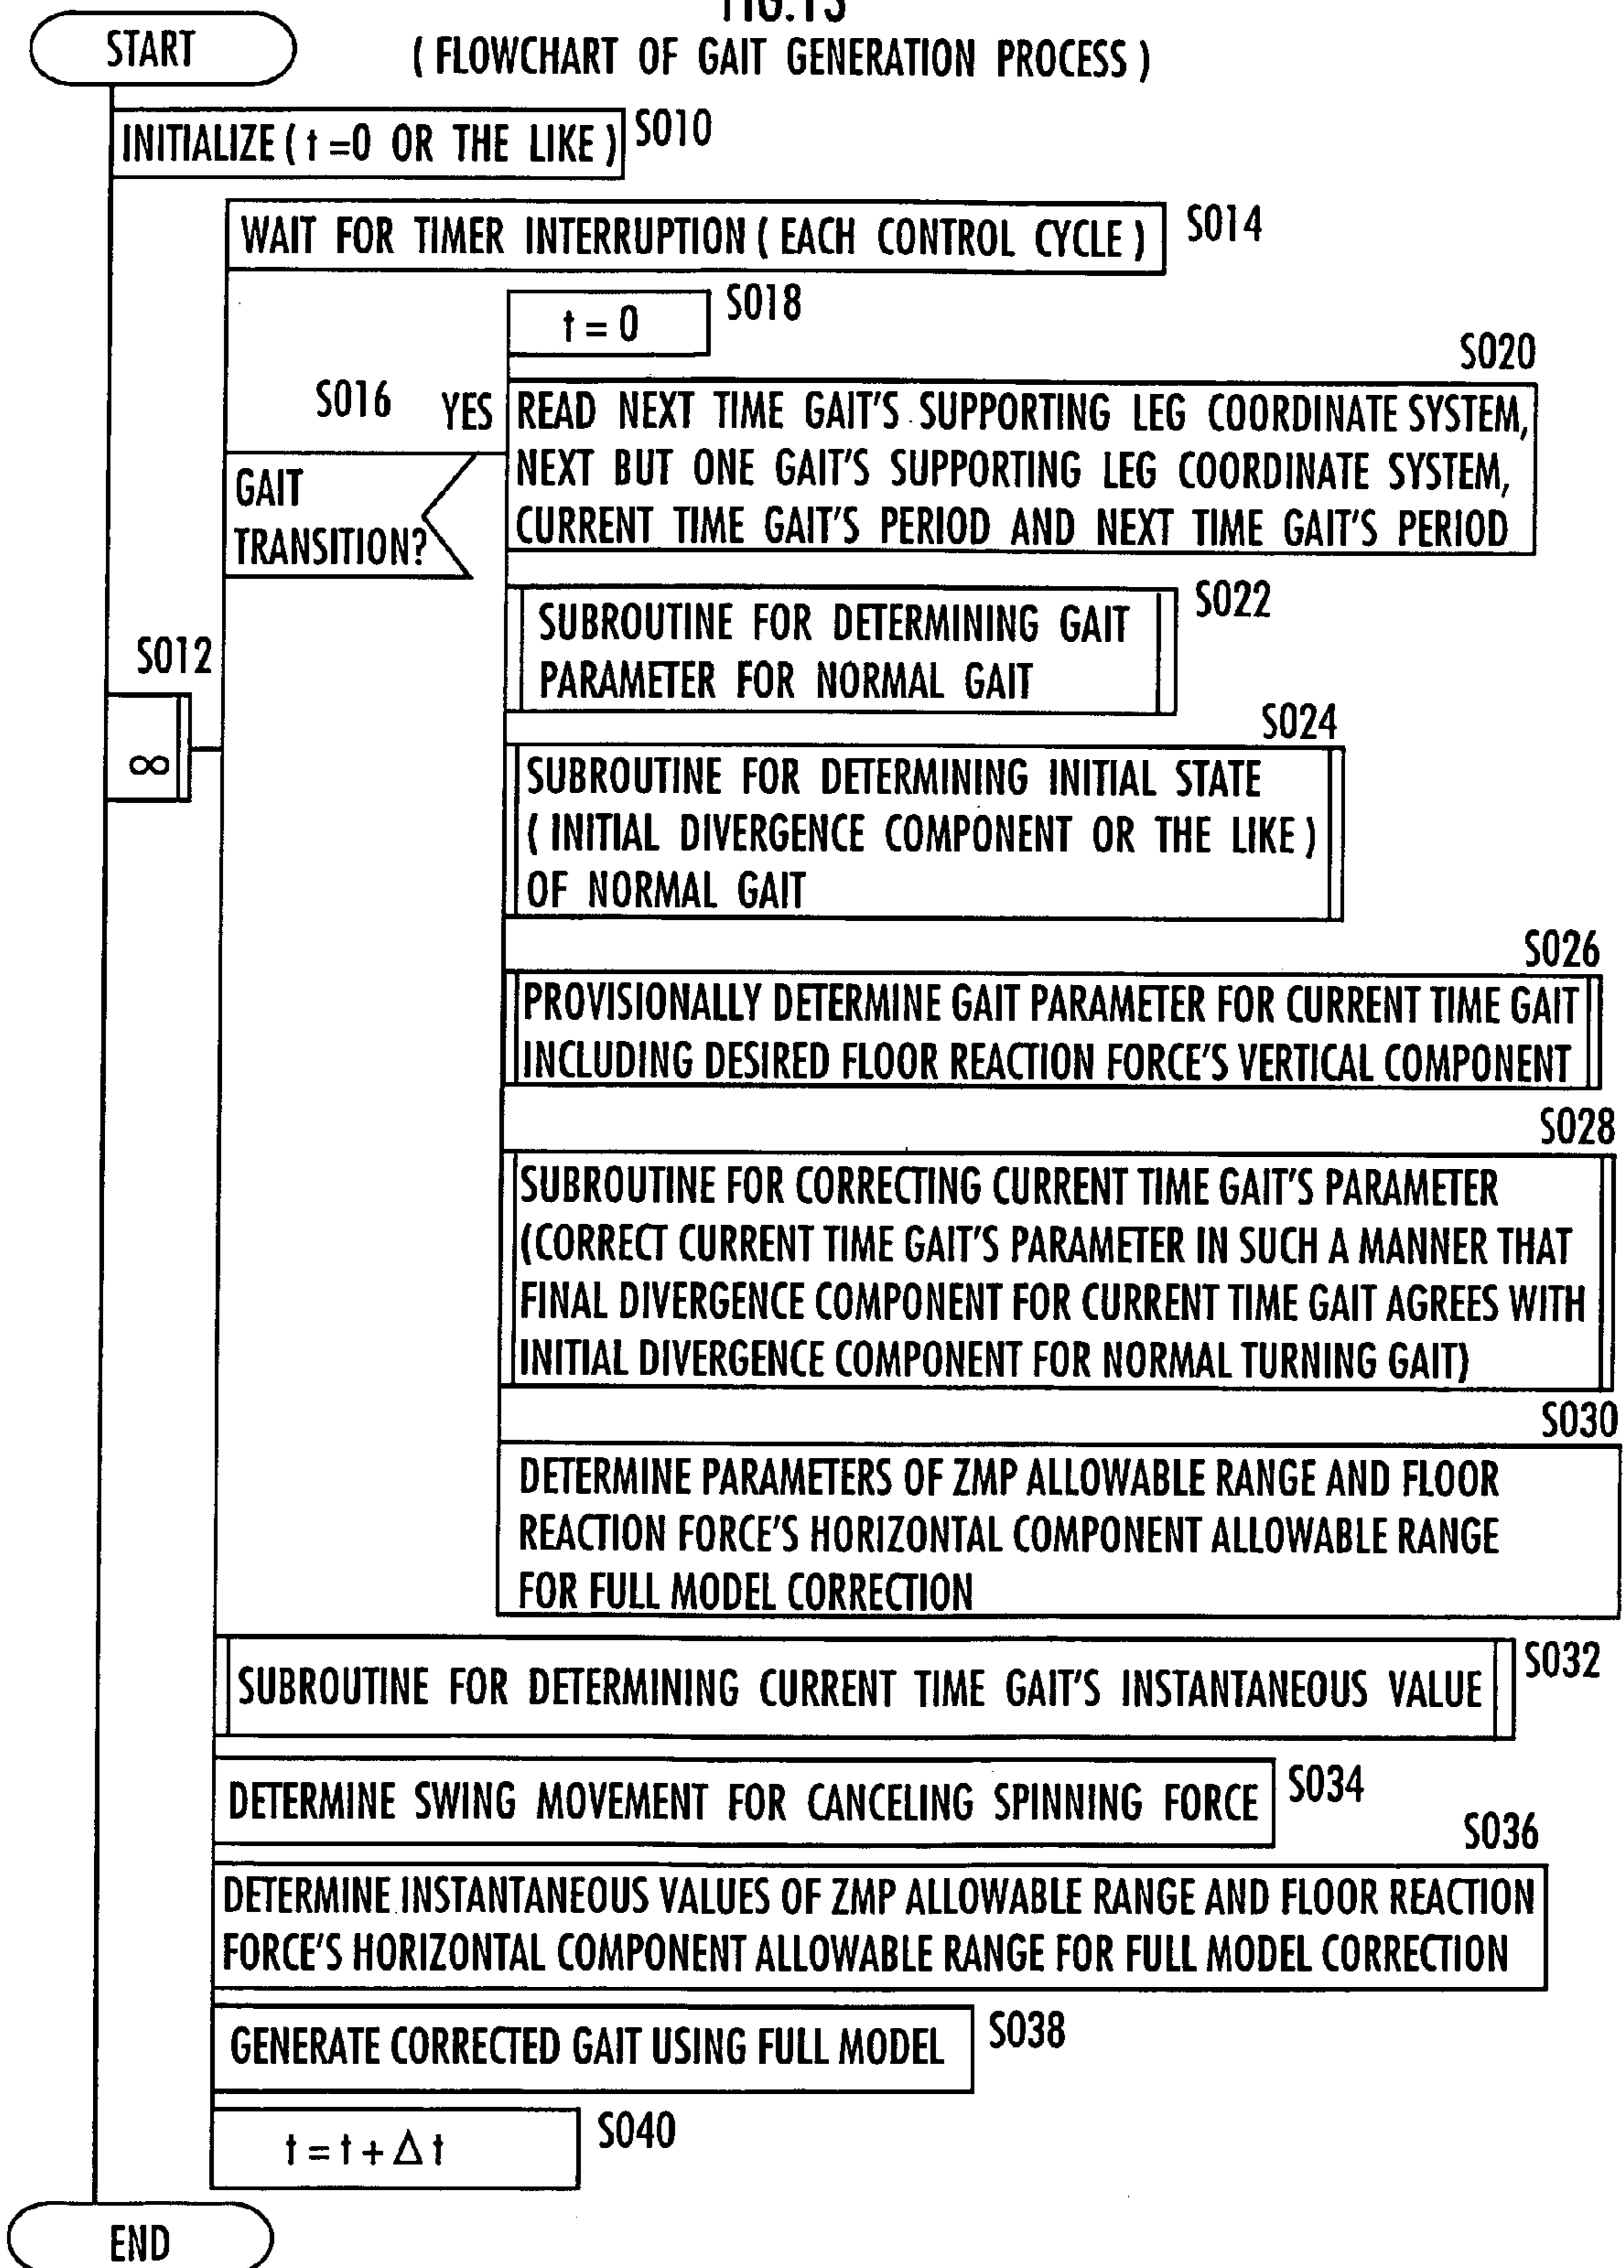 FIG.13
( FLOWCHART OF GAIT GENERATION PROCESS )
START
INITIALIZE ( t =0 OR THE LIKE )
S010
WAIT FOR TIMER INTERRUPTION ( EACH CONTROL CYCLE )
S014
t = 0
S018
S020
S016
YES
READ NEXT TIME GAIT'S SUPPORTING LEG COORDINATE SYSTEM,
NEXT BUT ONE GAIT'S SUPPORTING LEG COORDINATE SYSTEM,
CURRENT TIME GAIT'S PERIOD AND NEXT TIME GAIT'S PERIOD
GAIT
TRANSITION?
S022
SUBROUTINE FOR DETERMINING GAIT
PARAMETER FOR NORMAL GAIT
S012
∞
S024
SUBROUTINE FOR DETERMINING INITIAL STATE
( INITIAL DIVERGENCE COMPONENT OR THE LIKE )
OF NORMAL GAIT
S026
PROVISIONALLY DETERMINE GAIT PARAMETER FOR CURRENT TIME GAIT
INCLUDING DESIRED FLOOR REACTION FORCE'S VERTICAL COMPONENT
S028
SUBROUTINE FOR CORRECTING CURRENT TIME GAIT'S PARAMETER
(CORRECT CURRENT TIME GAIT'S PARAMETER IN SUCH A MANNER THAT
FINAL DIVERGENCE COMPONENT FOR CURRENT TIME GAIT AGREES WITH
INITIAL DIVERGENCE COMPONENT FOR NORMAL TURNING GAIT)
S030
DETERMINE PARAMETERS OF ZMP ALLOWABLE RANGE AND FLOOR
REACTION FORCE'S HORIZONTAL COMPONENT ALLOWABLE RANGE
FOR FULL MODEL CORRECTION
SUBROUTINE FOR DETERMINING CURRENT TIME GAIT'S INSTANTANEOUS VALUE
S032
DETERMINE SWING MOVEMENT FOR CANCELING SPINNING FORCE
S034
S036
DETERMINE INSTANTANEOUS VALUES OF ZMP ALLOWABLE RANGE AND FLOOR REACTION
FORCE'S HORIZONTAL COMPONENT ALLOWABLE RANGE FOR FULL MODEL CORRECTION
GENERATE CORRECTED GAIT USING FULL MODEL
S038
t = t + Δ t
S040
END